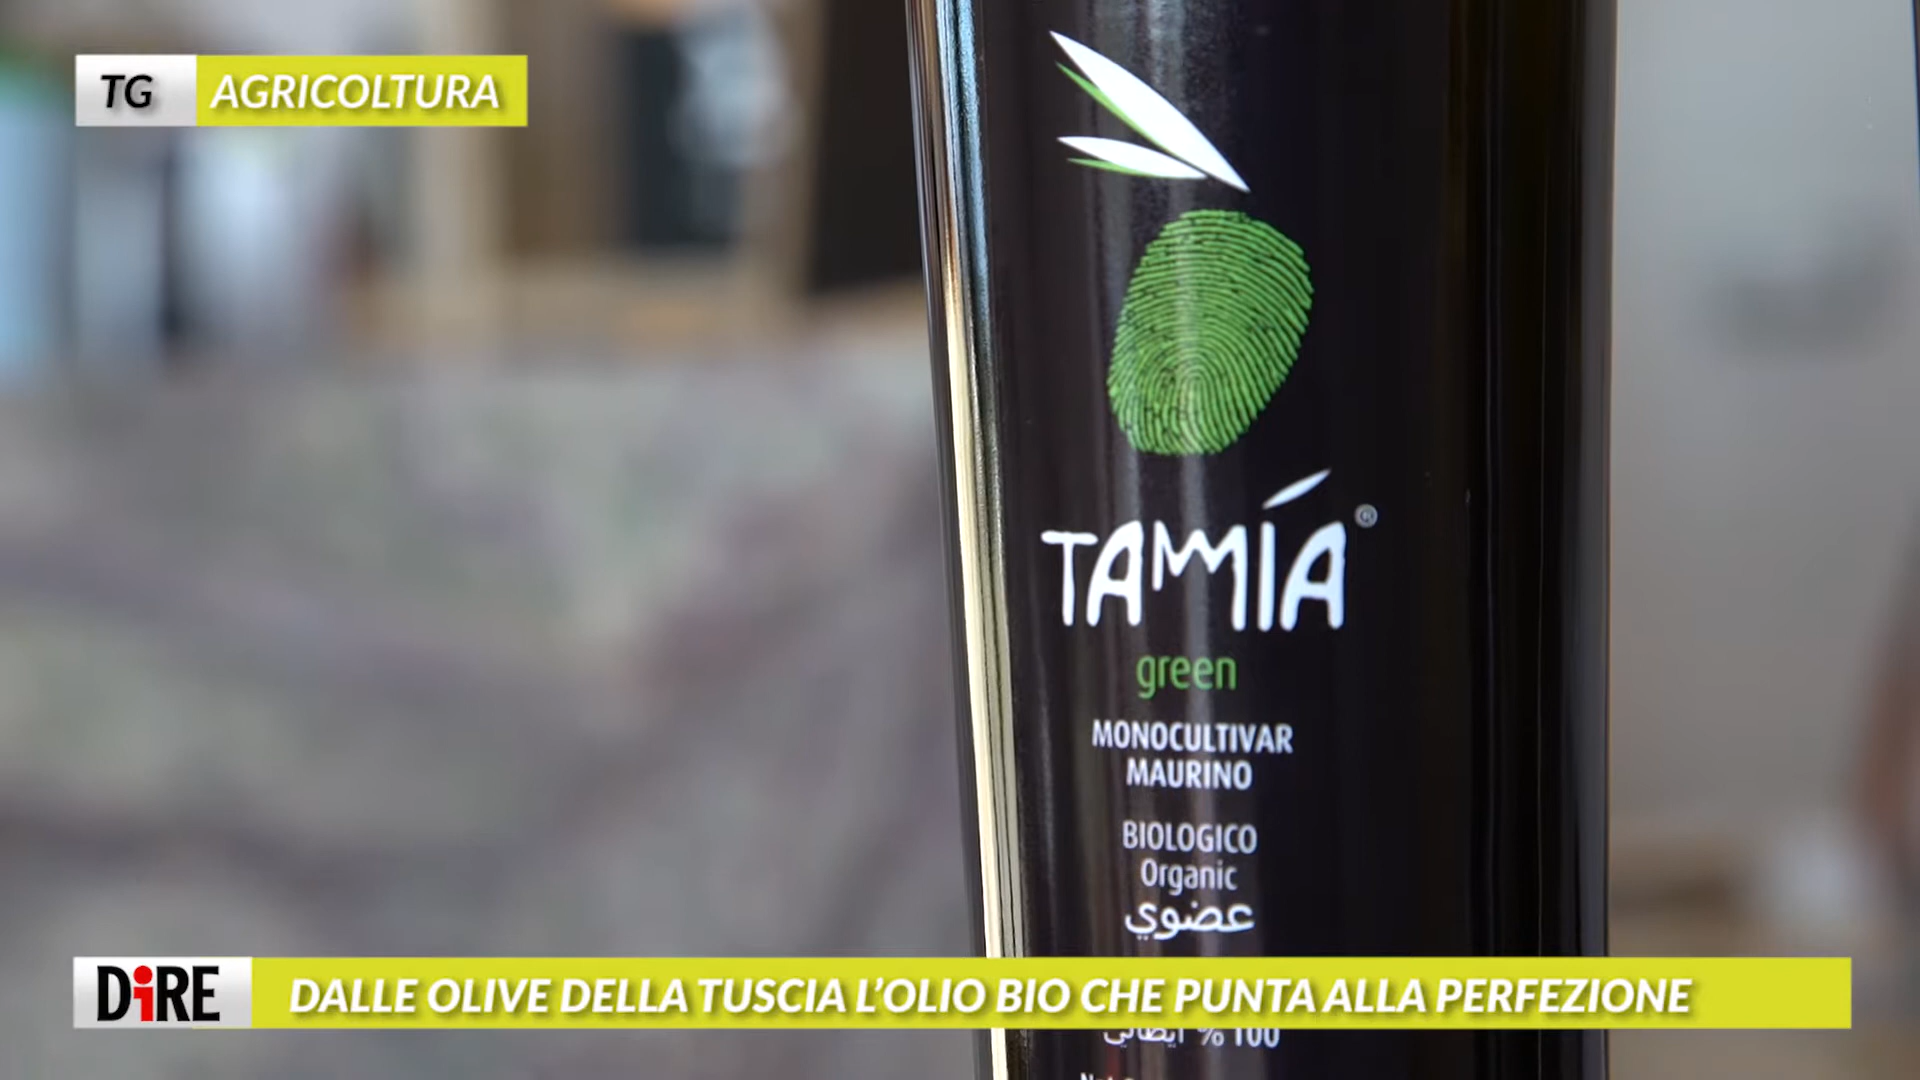 TG AGRICOLTURA
TAMÍA®
green
MONOCULTIVAR
MAURINO
BIOLOGICO
Organic
عضوي
DiRE DALLE OLIVE DELLA TUSCIA L'OLIO BIO CHE PUNTA ALLA PERFEZIONE
100 % ايطالي